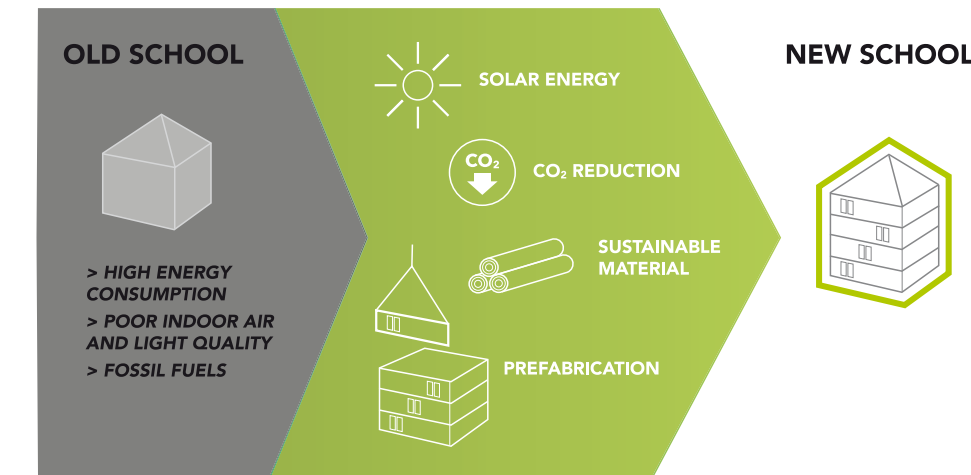 OLD SCHOOL
> HIGH ENERGY
CONSUMPTION
> POOR INDOOR AIR
AND LIGHT QUALITY
> FOSSIL FUELS
SOLAR ENERGY
CO₂
CO₂ REDUCTION
SUSTAINABLE
MATERIAL
PREFABRICATION
NEW SCHOOL